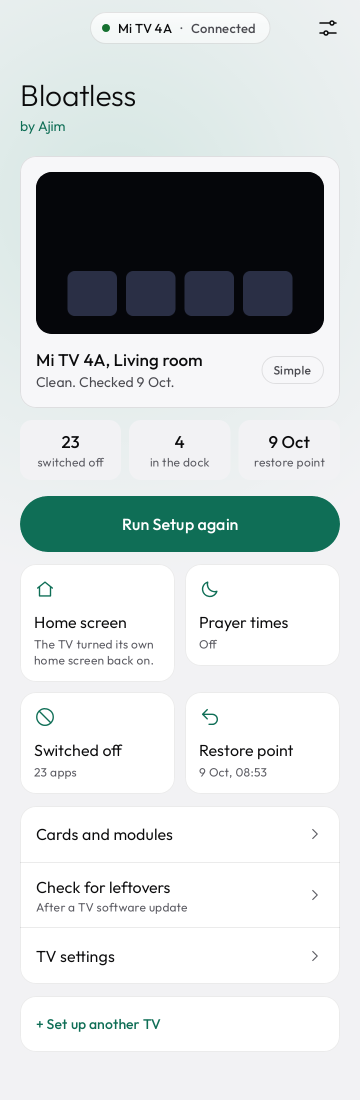 Mi TV 4A · Connected
Bloatless
by Ajim
Mi TV 4A, Living room
Clean. Checked 9 Oct.
Simple
23
switched off
4
in the dock
9 Oct
restore point
Run Setup again
Home screen
The TV turned its own
home screen back on.
Prayer times
Off
Switched off
23 apps
Restore point
9 Oct, 08:53
Cards and modules
Check for leftovers
After a TV software update
TV settings
+ Set up another TV